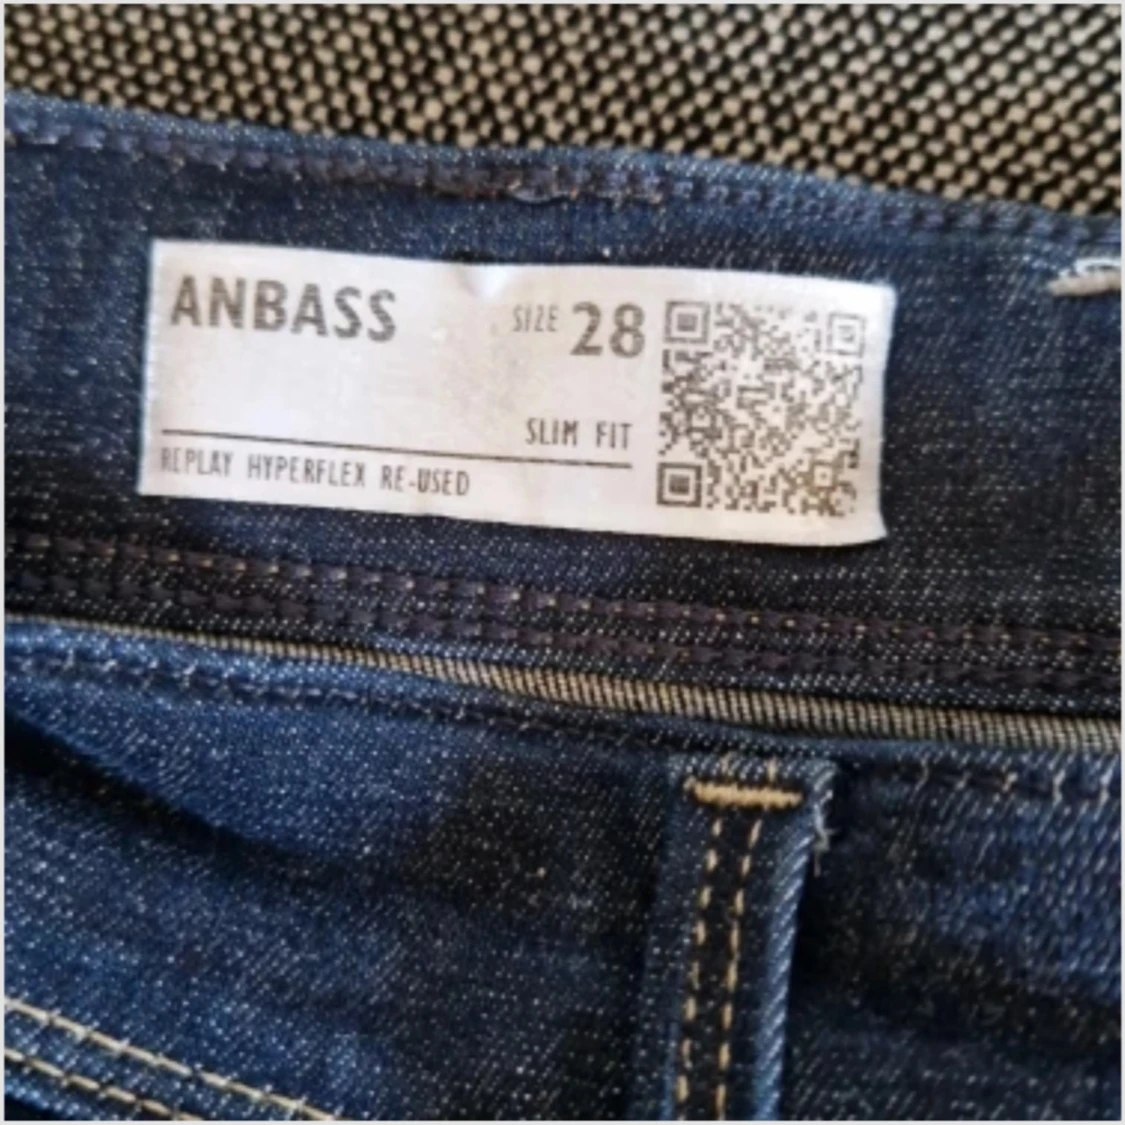 ANBASS
SIZE 28
SLIM FIT
REPLAY HYPERFLEX RE-USED